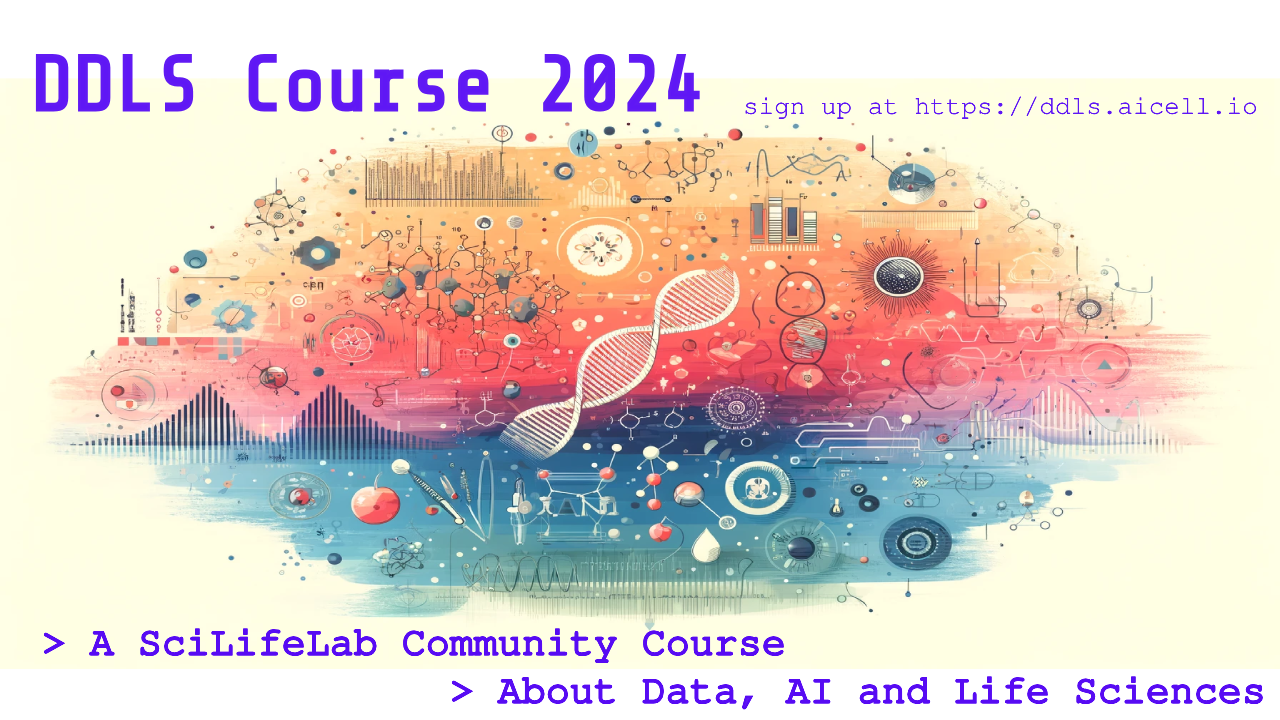 DDLS Course 2024
sign up at https://ddls.aicell.io
> A SciLifeLab Community Course
> About Data, AI and Life Sciences